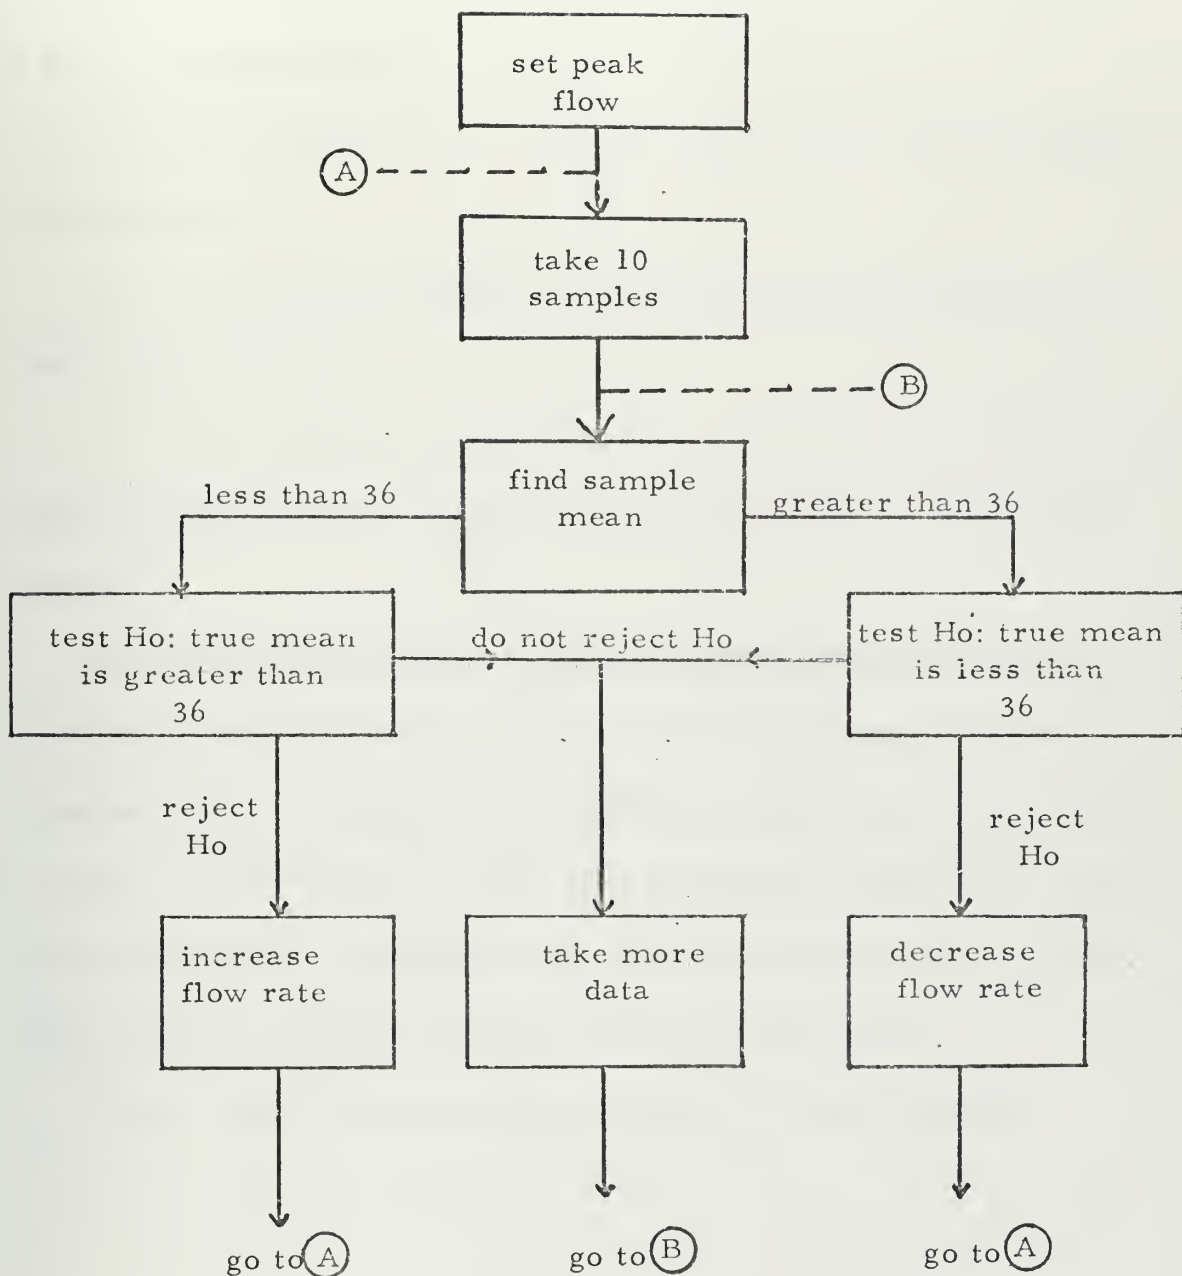 set peak
flow
A
take 10
samples
B
find sample
mean
less than 36
greater than 36
test Ho: true mean
is greater than
36
do not reject Ho
test Ho: true mean
is less than
36
reject
Ho
reject
Ho
increase
flow rate
take more
data
decrease
flow rate
go to A
go to B
go to A